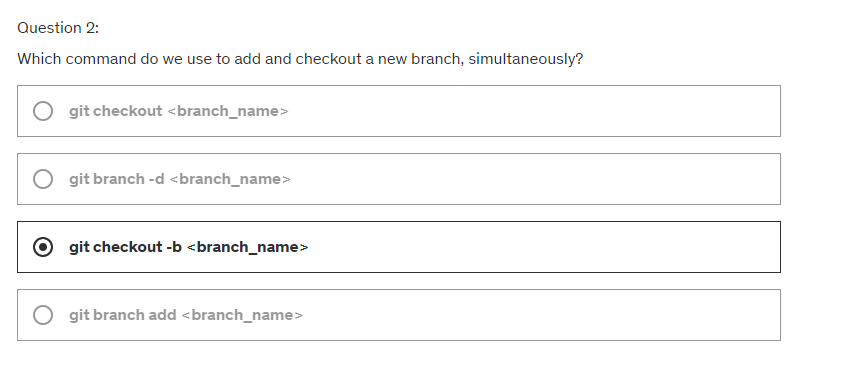 Question 2:
Which command do we use to add and checkout a new branch, simultaneously?
git checkout <branch_name>
git branch -d <branch_name>
git checkout -b <branch_name>
git branch add <branch_name>